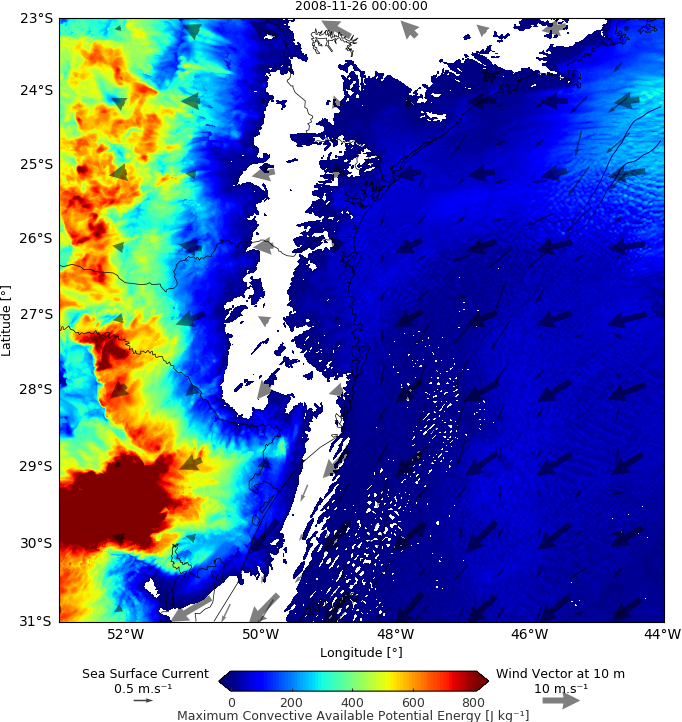 2008-11-26 00:00:00
23°S
24°S
25°S
26°S
27°S
28°S
29°S
30°S
31°S
Latitude [°]
52°W 50°W 48°W 46°W 44°W
Longitude [°]
Sea Surface Current
0.5 m.s⁻¹
Wind Vector at 10 m
10 m.s⁻¹
0 200 400 600 800
Maximum Convective Available Potential Energy [J kg⁻¹]